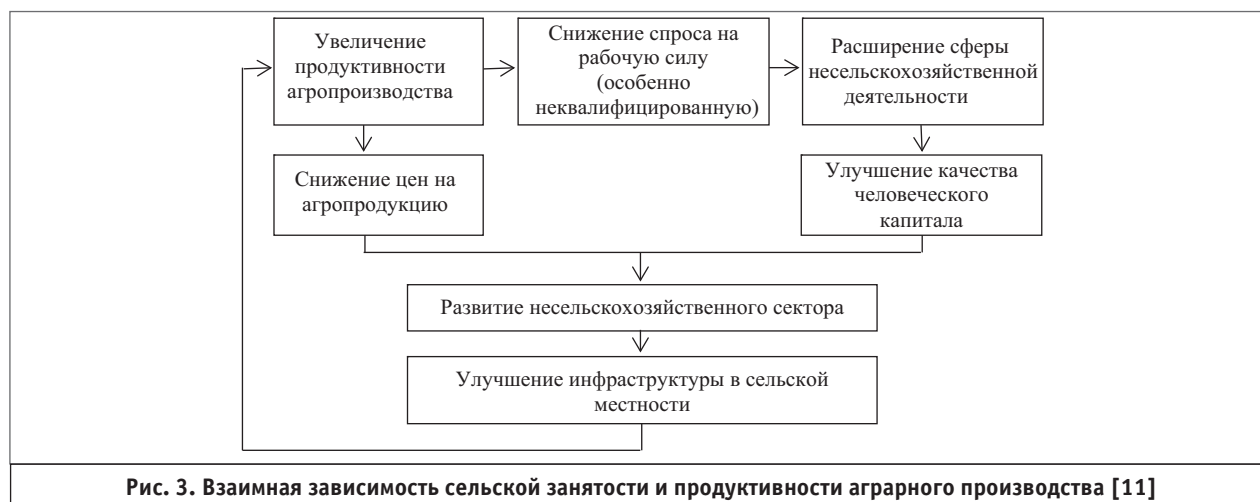 Увеличение
продуктивности
агропроизводства
Снижение спроса на
рабочую силу
(особенно
неквалифицированную)
Расширение сферы
несельскохозяйственной
деятельности
Снижение цен на
агропродукцию
Улучшение качества
человеческого
капитала
Развитие несельскохозяйственного сектора
Улучшение инфраструктуры в сельской
местности
Рис. 3. Взаимная зависимость сельской занятости и продуктивности аграрного производства [11]